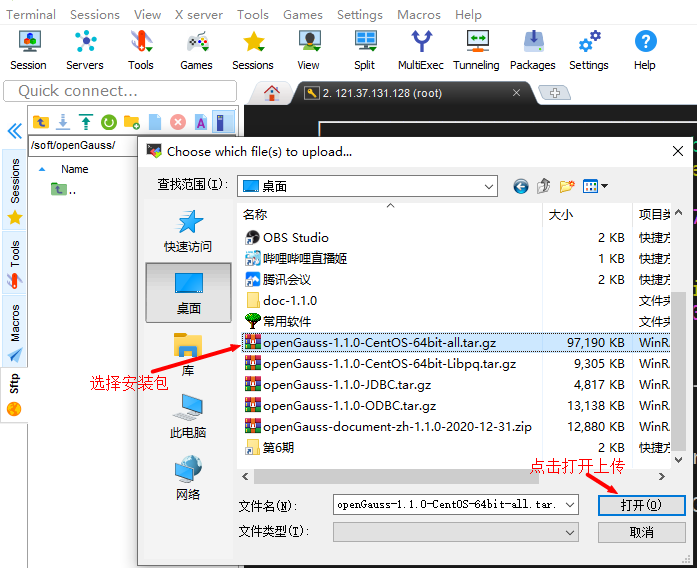 Terminal Sessions View X server Tools Games Settings Macros Help
Session Servers Tools Games Sessions View Split MultiExec Tunneling Packages Settings Help
Quick connect...
2. 121.37.131.128 (root)
/soft/openGauss/
Name
..
Sessions
Tools
Macros
Sftp
Choose which file(s) to upload...
查找范围(I): 桌面
快速访问
桌面
库
此电脑
网络
名称 大小 项目类
OBS Studio 2 KB 快捷方
哔哩哔哩直播姬 1 KB 快捷方
腾讯会议 2 KB 快捷方
doc-1.1.0 文件夹
常用软件 文件夹
openGauss-1.1.0-CentOS-64bit-all.tar.gz 97,190 KB WinR
openGauss-1.1.0-CentOS-64bit-Libpq.tar.gz 9,305 KB WinR
openGauss-1.1.0-JDBC.tar.gz 4,817 KB WinR
openGauss-1.1.0-ODBC.tar.gz 13,138 KB WinR
openGauss-document-zh-1.1.0-2020-12-31.zip 12,880 KB WinR
第6期 2 KB 快捷方
选择安装包
点击打开上传
文件名(N): openGauss-1.1.0-CentOS-64bit-all.tar. 打开(O)
文件类型(T): 取消